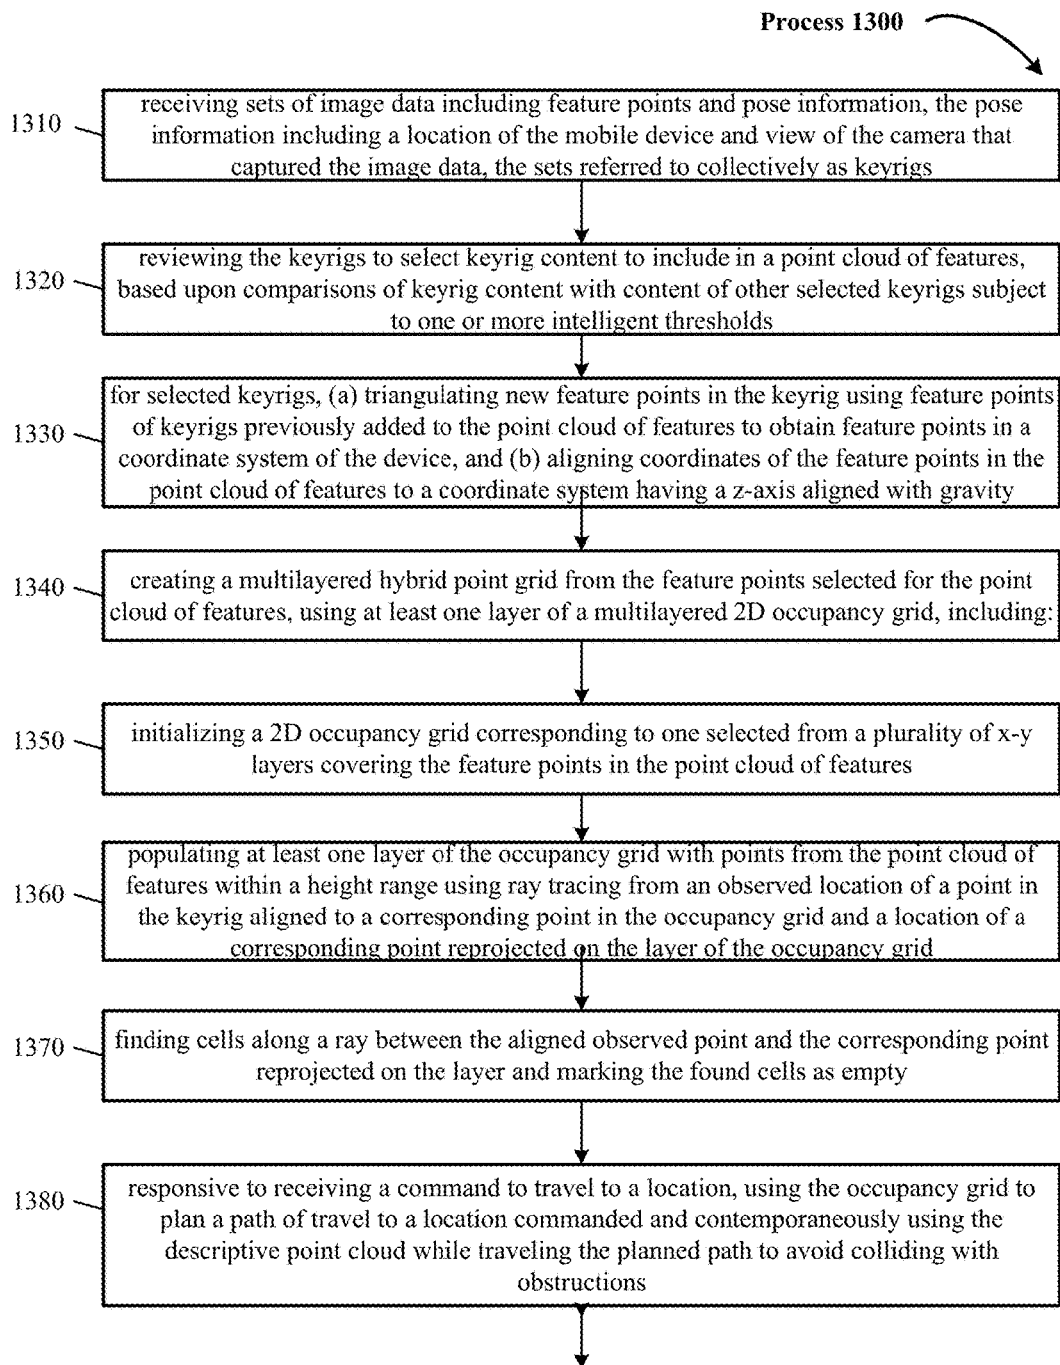 Process 1300
1310
receiving sets of image data including feature points and pose information, the pose
information including a location of the mobile device and view of the camera that
captured the image data, the sets referred to collectively as keyrigs
1320
reviewing the keyrigs to select keyrig content to include in a point cloud of features,
based upon comparisons of keyrig content with content of other selected keyrigs subject
to one or more intelligent thresholds
1330
for selected keyrigs, (a) triangulating new feature points in the keyrig using feature points
of keyrigs previously added to the point cloud of features to obtain feature points in a
coordinate system of the device, and (b) aligning coordinates of the feature points in the
point cloud of features to a coordinate system having a z-axis aligned with gravity
1340
creating a multilayered hybrid point grid from the feature points selected for the point
cloud of features, using at least one layer of a multilayered 2D occupancy grid, including:
1350
initializing a 2D occupancy grid corresponding to one selected from a plurality of x-y
layers covering the feature points in the point cloud of features
1360
populating at least one layer of the occupancy grid with points from the point cloud of
features within a height range using ray tracing from an observed location of a point in
the keyrig aligned to a corresponding point in the occupancy grid and a location of a
corresponding point reprojected on the layer of the occupancy grid
1370
finding cells along a ray between the aligned observed point and the corresponding point
reprojected on the layer and marking the found cells as empty
1380
responsive to receiving a command to travel to a location, using the occupancy grid to
plan a path of travel to a location commanded and contemporaneously using the
descriptive point cloud while traveling the planned path to avoid colliding with
obstructions